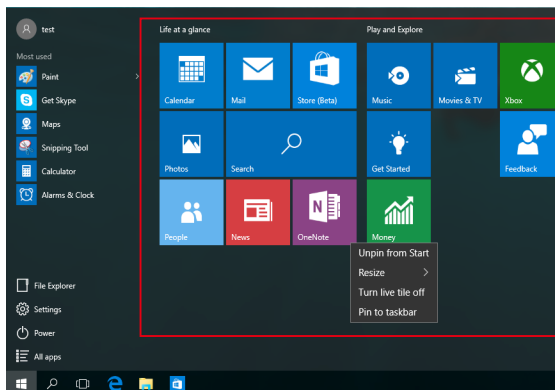 test
Most used
Paint
Get Skype
Maps
Snipping Tool
Calculator
Alarms & Clock
File Explorer
Settings
Power
All apps
Life at a glance
Calendar
Mail
Store (Beta)
Photos
Search
People
News
OneNote
Play and Explore
Music
Movies & TV
Xbox
Get Started
Feedback
Money
Unpin from Start
Resize
Turn live tile off
Pin to taskbar